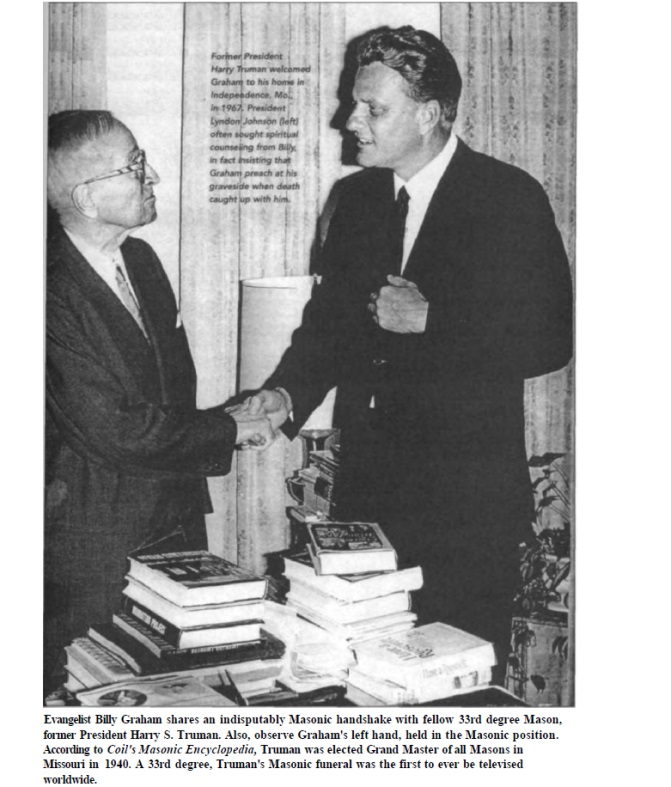 Former President
Harry Truman welcomed
Graham to his home in
Independence, Mo.,
in 1967. President
Lyndon Johnson (left)
often sought spiritual
counseling from Billy,
in fact insisting that
Graham preach at his
graveside when death
caught up with him.
Evangelist Billy Graham shares an indisputably Masonic handshake with fellow 33rd degree Mason,
former President Harry S. Truman. Also, observe Graham's left hand, held in the Masonic position.
According to Coil's Masonic Encyclopedia, Truman was elected Grand Master of all Masons in
Missouri in 1940. A 33rd degree, Truman's Masonic funeral was the first to ever be televised
worldwide.